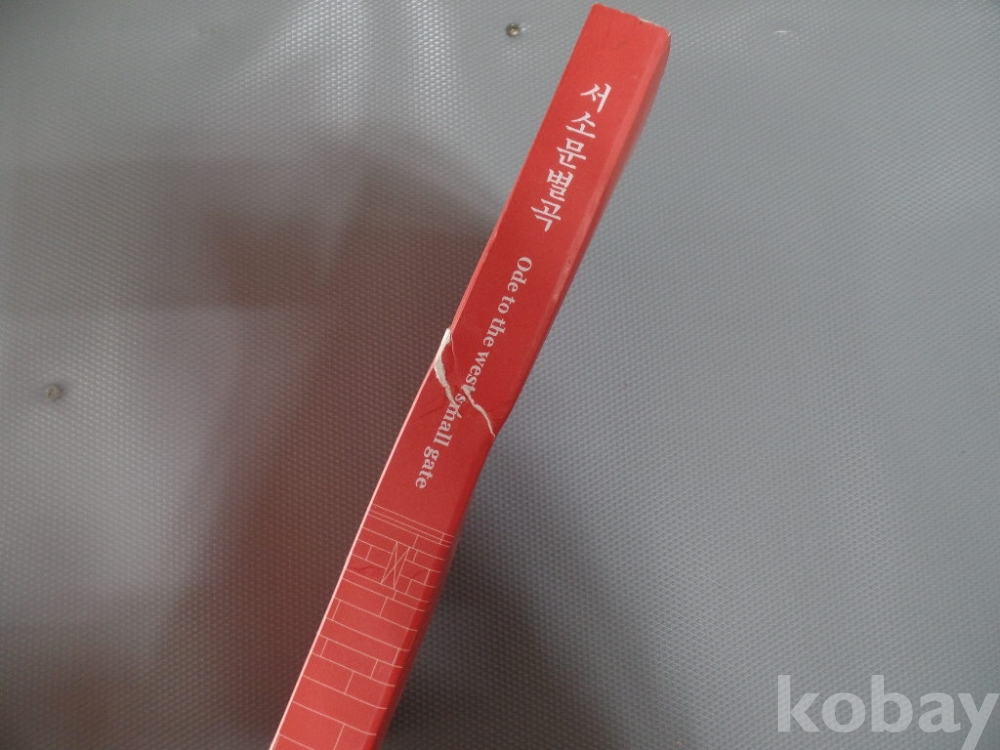 서소문별곡
Ode to the west small gate
kobay